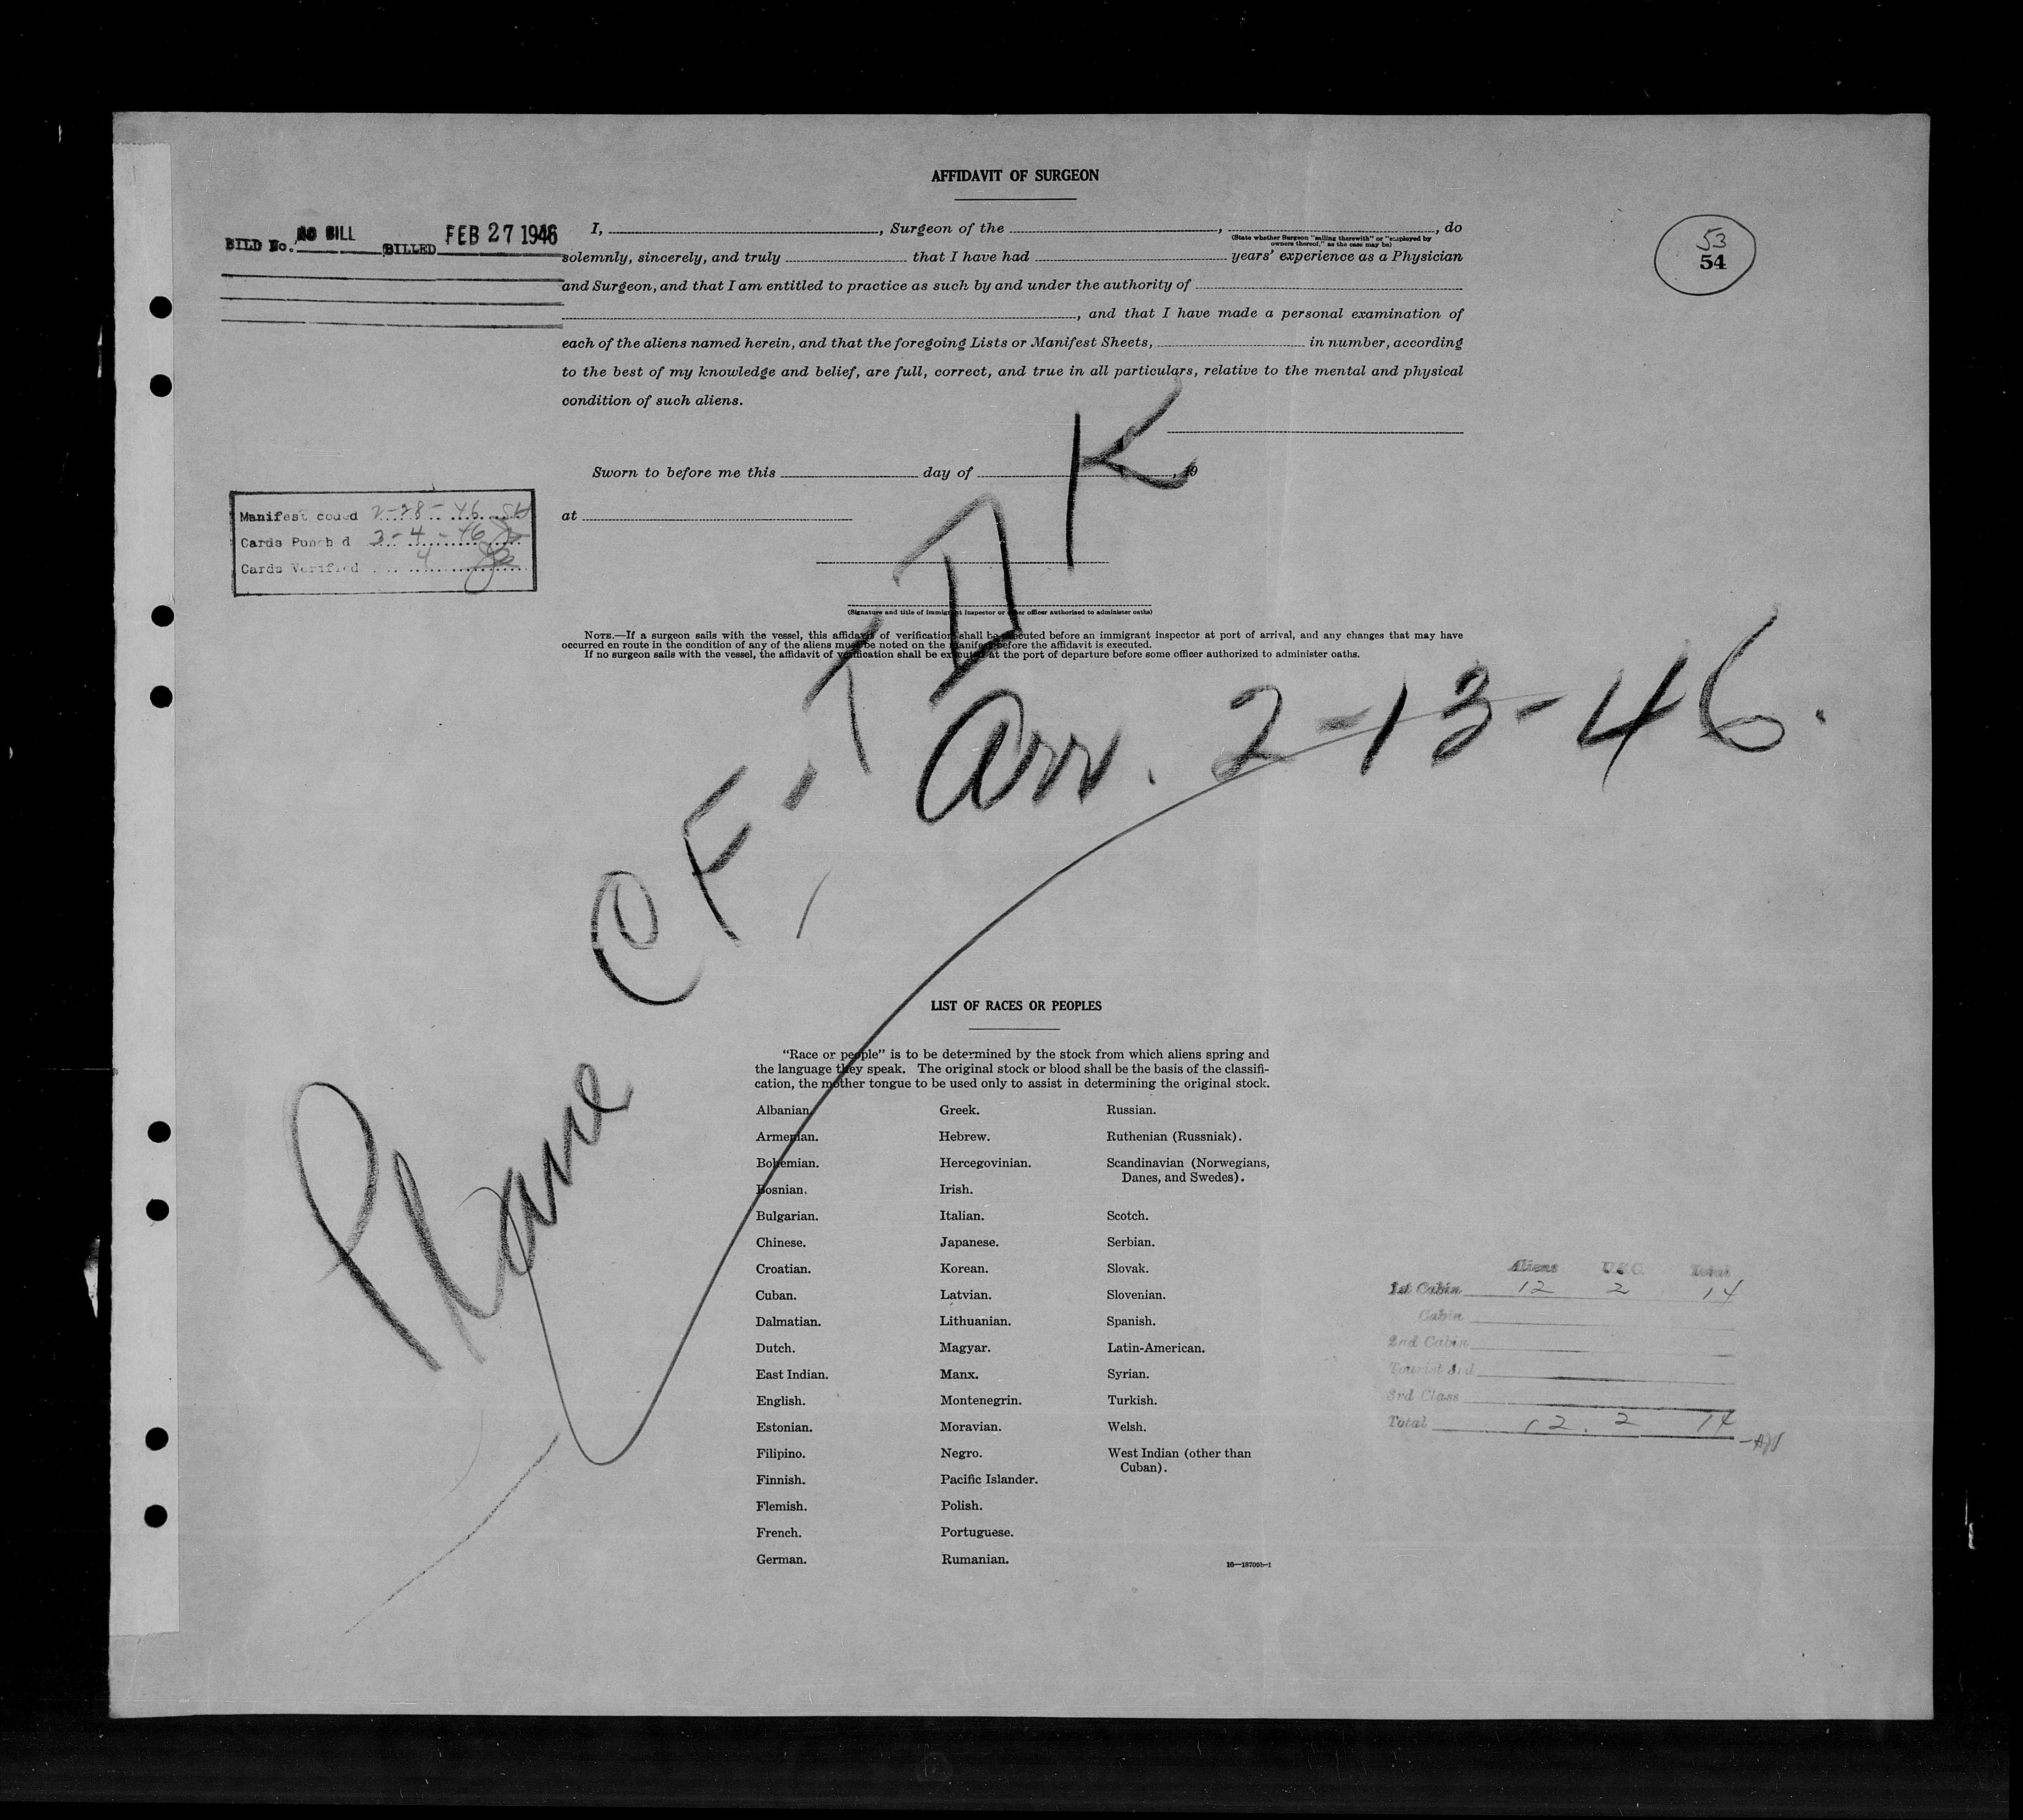 AFFIDAVIT OF SURGEON
BILL No. NO BILL BILLED FEB 27 1946
53
54
I, , Surgeon of the , , do
(State whether Surgeon "sailing therewith" or "employed by
owners thereof," as the case may be)
solemnly, sincerely, and truly that I have had years' experience as a Physician
and Surgeon, and that I am entitled to practice as such by and under the authority of
, and that I have made a personal examination of
each of the aliens named herein, and that the foregoing Lists or Manifest Sheets, in number, according
to the best of my knowledge and belief, are full, correct, and true in all particulars, relative to the mental and physical
condition of such aliens.
Sworn to before me this day of , 19
at
Manifest coded 2-28-46
Cards Punch d 3-4-46
Cards Verified 4
(Signature and title of immigrant inspector or other officer authorized to administer oaths)
NOTE.—If a surgeon sails with the vessel, this affidavit of verification shall be executed before an immigrant inspector at port of arrival, and any changes that may have
occurred en route in the condition of any of the aliens must be noted on the manifest before the affidavit is executed.
If no surgeon sails with the vessel, the affidavit of verification shall be executed at the port of departure before some officer authorized to administer oaths.
Plane CF-TDK
Arr. 2-13-46.
LIST OF RACES OR PEOPLES
"Race or people" is to be determined by the stock from which aliens spring and
the language they speak. The original stock or blood shall be the basis of the classifi-
cation, the mother tongue to be used only to assist in determining the original stock.
Albanian.
Armenian.
Bohemian.
Bosnian.
Bulgarian.
Chinese.
Croatian.
Cuban.
Dalmatian.
Dutch.
East Indian.
English.
Estonian.
Filipino.
Finnish.
Flemish.
French.
German.
Greek.
Hebrew.
Hercegovinian.
Irish.
Italian.
Japanese.
Korean.
Latvian.
Lithuanian.
Magyar.
Manx.
Montenegrin.
Moravian.
Negro.
Pacific Islander.
Polish.
Portuguese.
Rumanian.
Russian.
Ruthenian (Russniak).
Scandinavian (Norwegians,
Danes, and Swedes).
Scotch.
Serbian.
Slovak.
Slovenian.
Spanish.
Latin-American.
Syrian.
Turkish.
Welsh.
West Indian (other than
Cuban).
16—18709b-1
Aliens U.S.C. Total
1st Cabin 12 2 14
Cabin
2nd Cabin
Tourist 3rd
3rd Class
Total 12 2 14